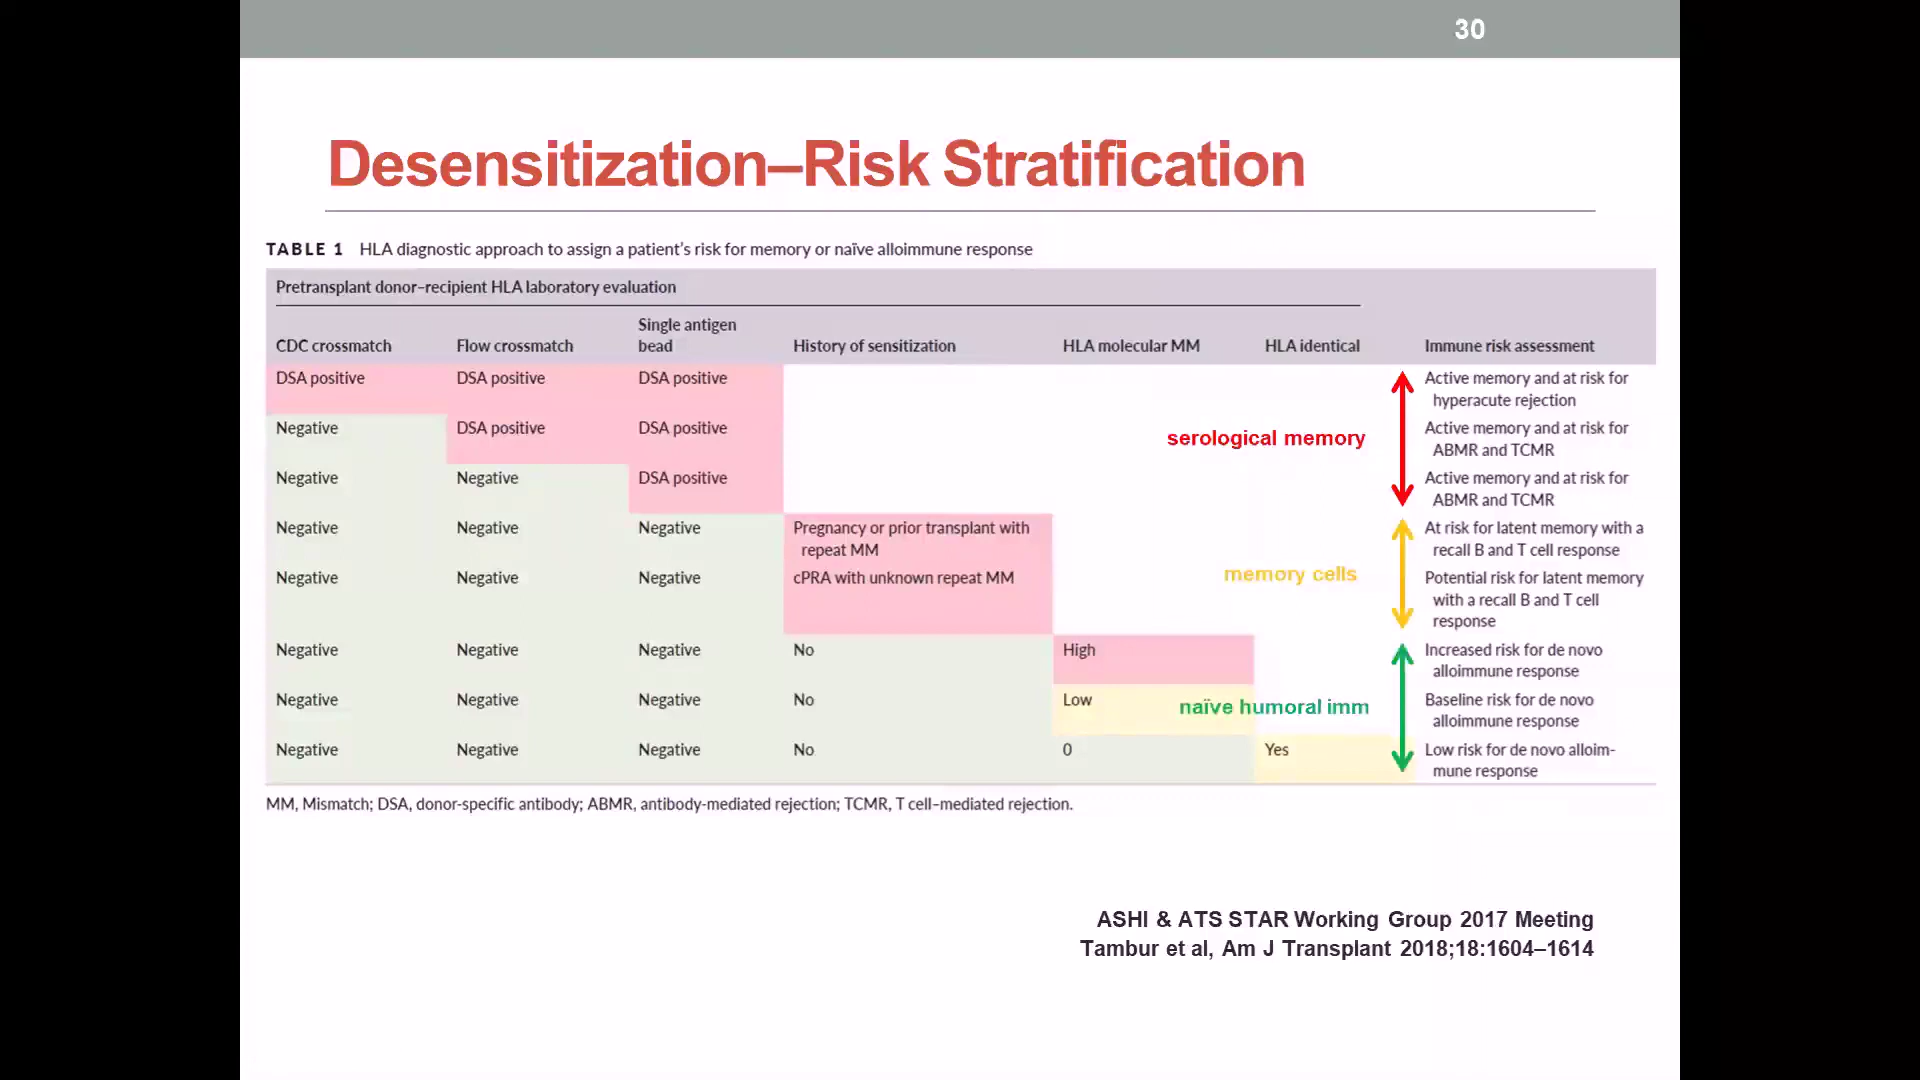 30
Desensitization–Risk Stratification
TABLE 1 HLA diagnostic approach to assign a patient's risk for memory or naïve alloimmune response
Pretransplant donor–recipient HLA laboratory evaluation
CDC crossmatch Flow crossmatch Single antigen bead History of sensitization HLA molecular MM HLA identical Immune risk assessment
DSA positive DSA positive DSA positive Active memory and at risk for
hyperacute rejection
Negative DSA positive DSA positive Active memory and at risk for
serological memory
ABMR and TCMR
Negative Negative DSA positive Active memory and at risk for
ABMR and TCMR
Negative Negative Negative Pregnancy or prior transplant with At risk for latent memory with a
repeat MM recall B and T cell response
Negative Negative Negative cPRA with unknown repeat MM Potential risk for latent memory
memory cells
with a recall B and T cell
response
Negative Negative Negative No High Increased risk for de novo
alloimmune response
Negative Negative Negative No Low Baseline risk for de novo
naïve humoral imm
alloimmune response
Negative Negative Negative No 0 Yes Low risk for de novo alloim-
mune response
MM, Mismatch; DSA, donor-specific antibody; ABMR, antibody-mediated rejection; TCMR, T cell–mediated rejection.
ASHI & ATS STAR Working Group 2017 Meeting
Tambur et al, Am J Transplant 2018;18:1604–1614